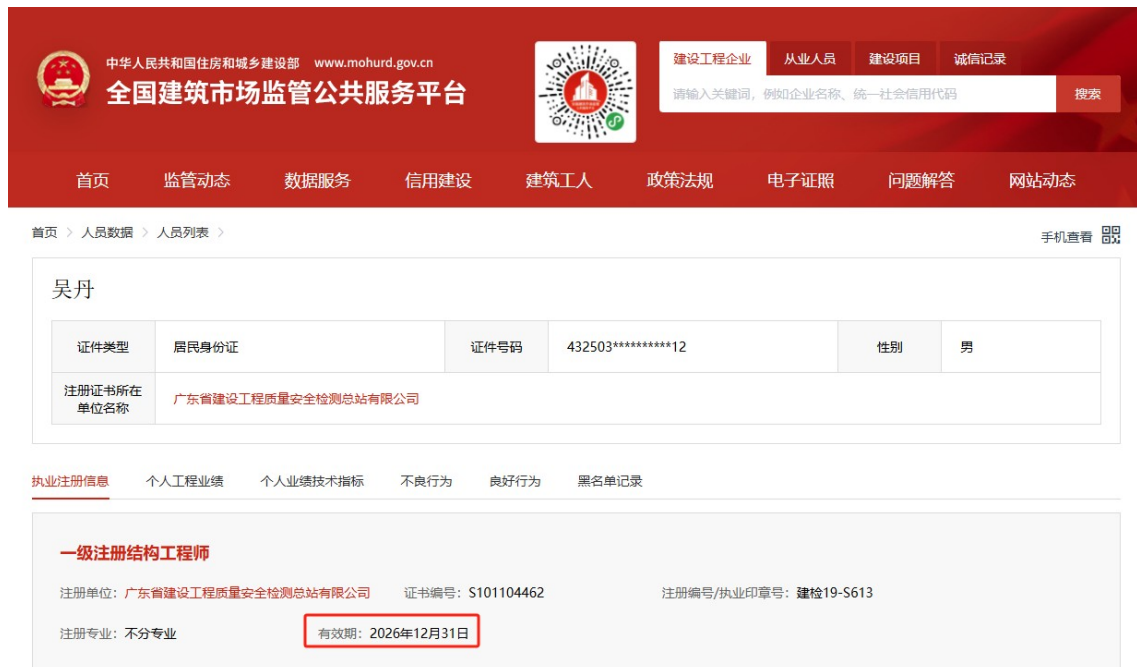 中华人民共和国住房和城乡建设部 www.mohurd.gov.cn
全国建筑市场监管公共服务平台
建设工程企业 从业人员 建设项目 诚信记录
请输入关键词，例如企业名称、统一社会信用代码 搜索
首页 监管动态 数据服务 信用建设 建筑工人 政策法规 电子证照 问题解答 网站动态
首页 > 人员数据 > 人员列表 >
手机查看
吴丹
证件类型 居民身份证 证件号码 432503**********12 性别 男
注册证书所在
单位名称
广东省建设工程质量安全检测总站有限公司
执业注册信息 个人工程业绩 个人业绩技术指标 不良行为 良好行为 黑名单记录
一级注册结构工程师
注册单位：广东省建设工程质量安全检测总站有限公司 证书编号：S101104462 注册编号/执业印章号：建检19-S613
注册专业：不分专业 有效期：2026年12月31日